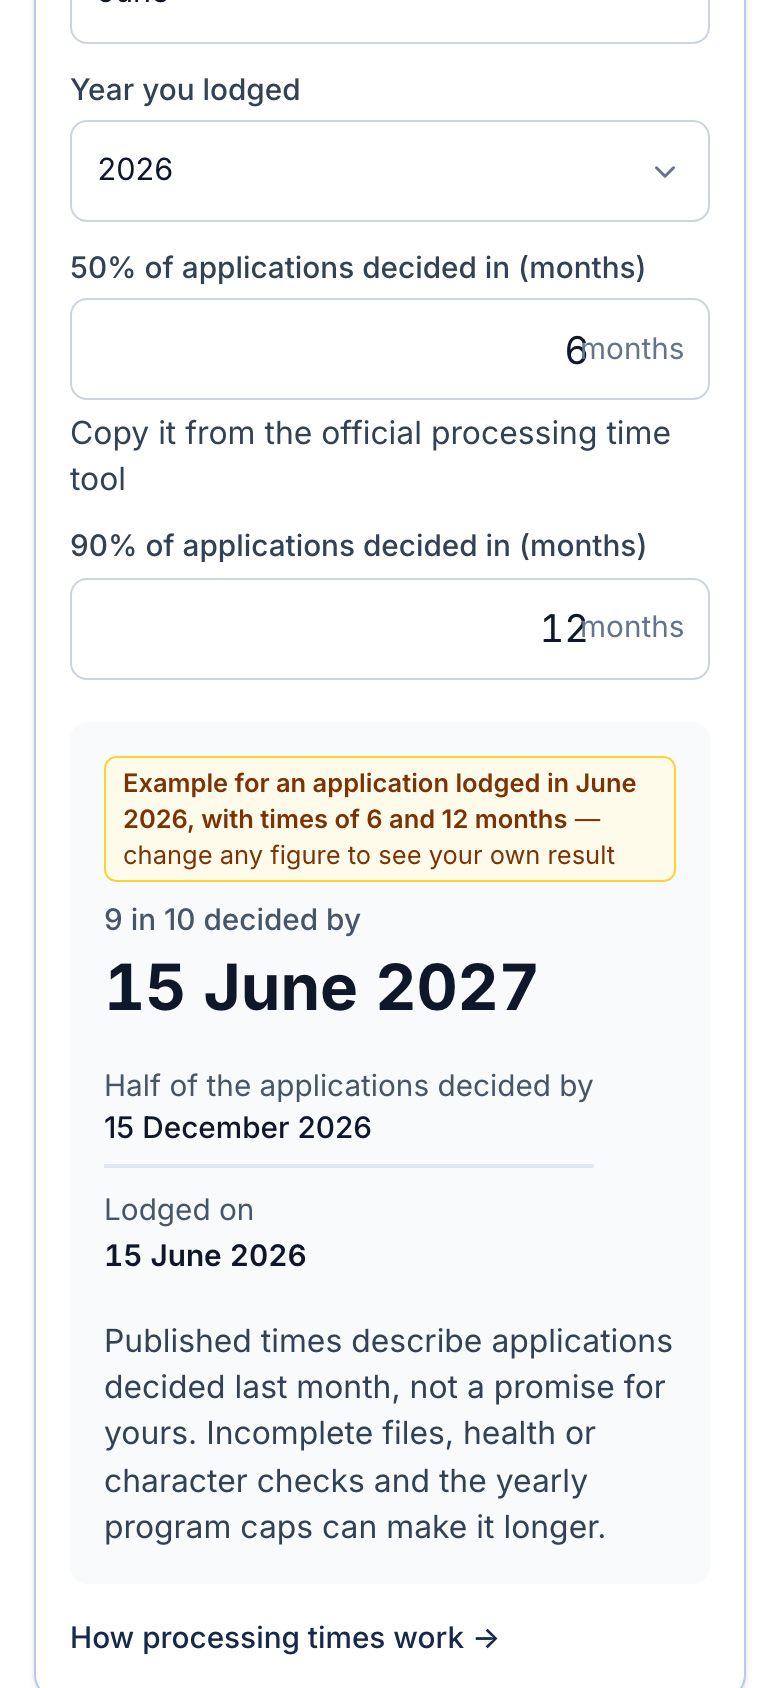 Year you lodged
2026
50% of applications decided in (months)
6 months
Copy it from the official processing time
tool
90% of applications decided in (months)
12 months
Example for an application lodged in June
2026, with times of 6 and 12 months —
change any figure to see your own result
9 in 10 decided by
15 June 2027
Half of the applications decided by
15 December 2026
Lodged on
15 June 2026
Published times describe applications
decided last month, not a promise for
yours. Incomplete files, health or
character checks and the yearly
program caps can make it longer.
How processing times work →